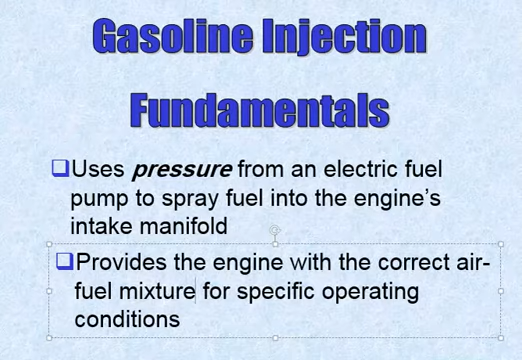 Gasoline Injection
Fundamentals
Uses pressure from an electric fuel
pump to spray fuel into the engine’s
intake manifold
Provides the engine with the correct air-
fuel mixture for specific operating
conditions